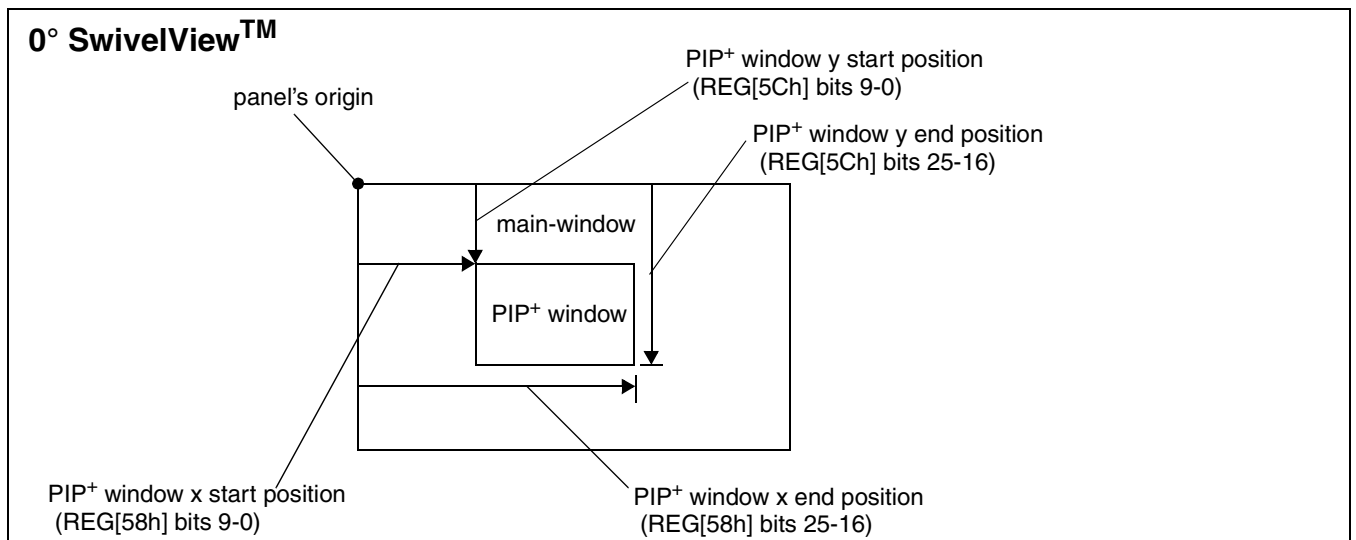 0° SwivelView™
PIP+ window y start position
(REG[5Ch] bits 9-0)
panel's origin
PIP+ window y end position
(REG[5Ch] bits 25-16)
main-window
PIP+ window
PIP+ window x start position
(REG[58h] bits 9-0)
PIP+ window x end position
(REG[58h] bits 25-16)